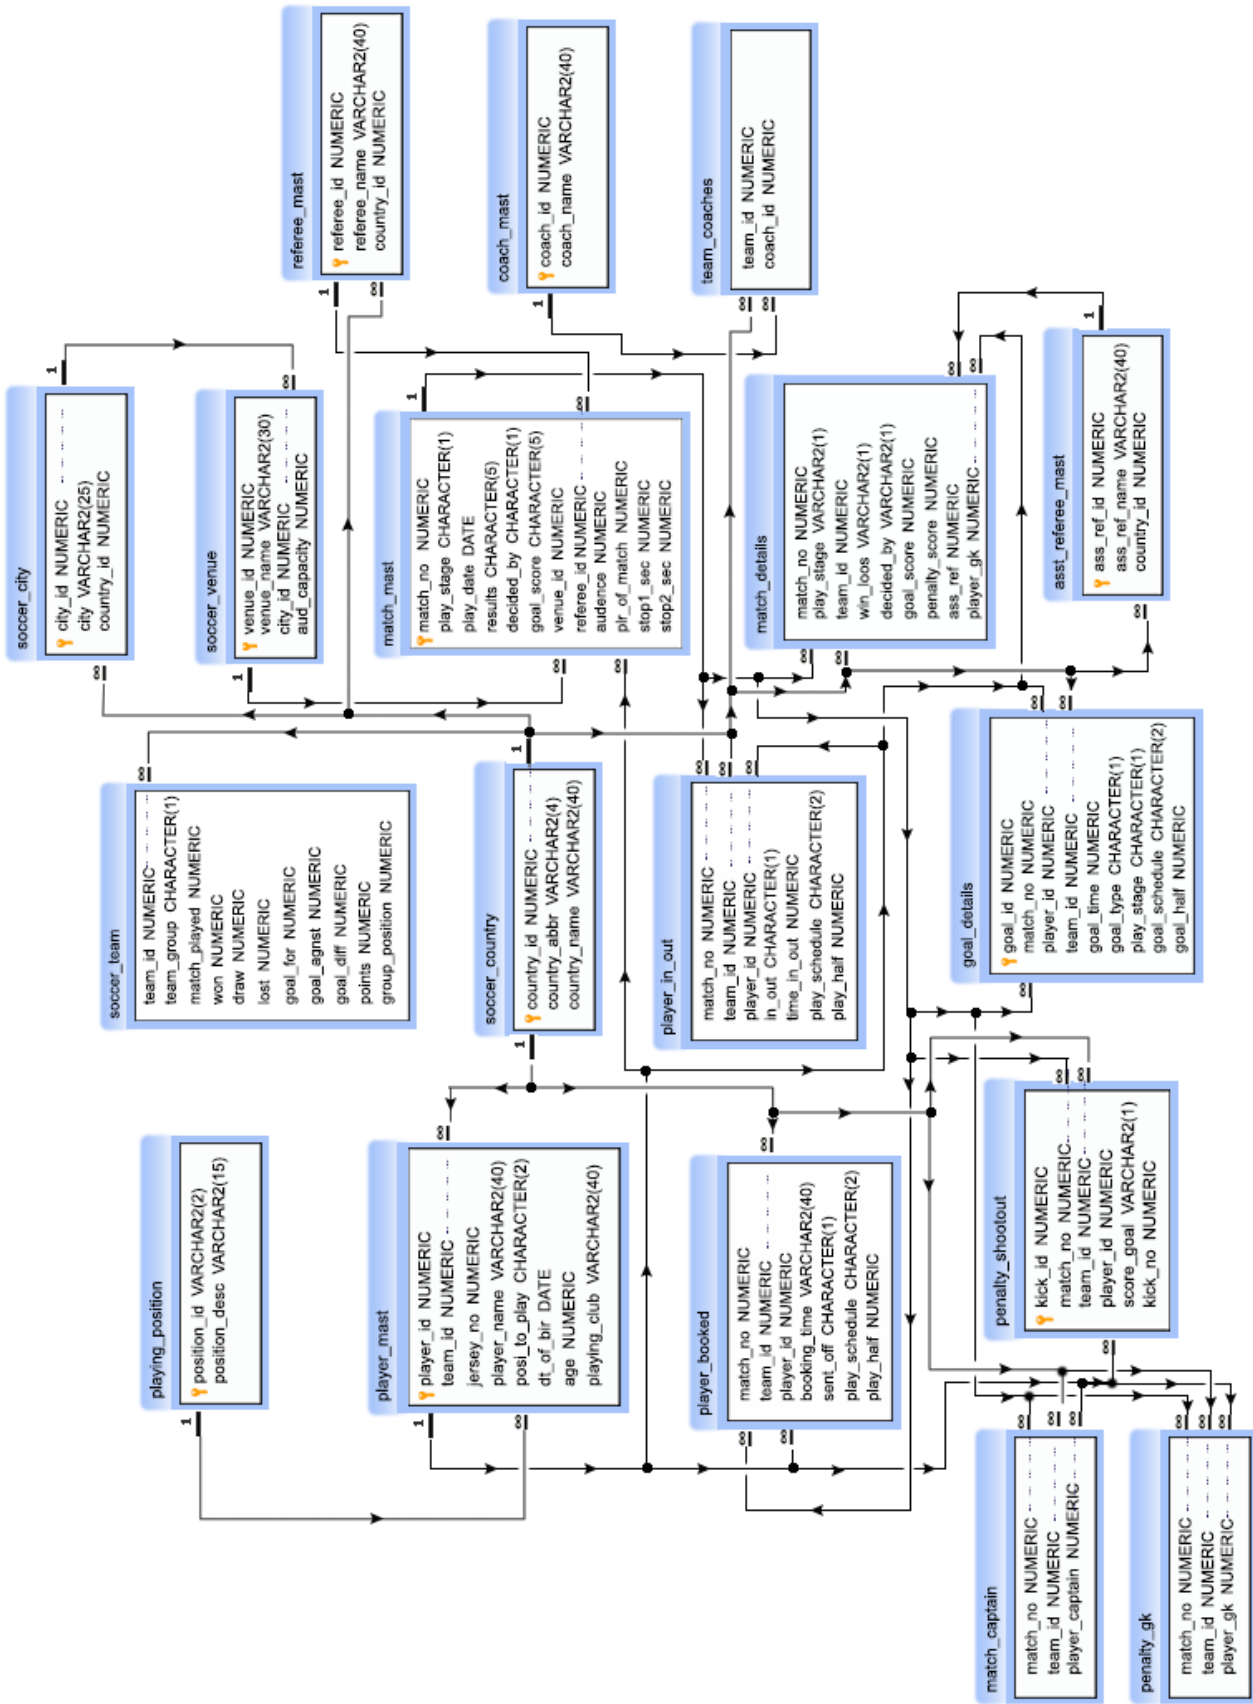 soccer_city
city_id NUMERIC
city VARCHAR2(25)
country_id NUMERIC
1
∞
soccer_venue
venue_id NUMERIC
venue_name VARCHAR2(30)
city_id NUMERIC
aud_capacity NUMERIC
1
∞
referee_mast
referee_id NUMERIC
referee_name VARCHAR2(40)
country_id NUMERIC
1
∞
match_mast
match_no NUMERIC
play_stage CHARACTER(1)
play_date DATE
results CHARACTER(5)
decided_by CHARACTER(1)
goal_score CHARACTER(5)
venue_id NUMERIC
referee_id NUMERIC
audence NUMERIC
plr_of_match NUMERIC
stop1_sec NUMERIC
stop2_sec NUMERIC
1
∞
∞
∞
coach_mast
coach_id NUMERIC
coach_name VARCHAR2(40)
1
team_coaches
team_id NUMERIC
coach_id NUMERIC
∞
∞
match_details
match_no NUMERIC
play_stage VARCHAR2(1)
team_id NUMERIC
win_loos VARCHAR2(1)
decided_by VARCHAR2(1)
goal_score NUMERIC
penalty_score NUMERIC
ass_ref NUMERIC
player_gk NUMERIC
∞
∞
∞
∞
asst_referee_mast
ass_ref_id NUMERIC
ass_ref_name VARCHAR2(40)
country_id NUMERIC
1
∞
soccer_team
team_id NUMERIC
team_group CHARACTER(1)
match_played NUMERIC
won NUMERIC
draw NUMERIC
lost NUMERIC
goal_for NUMERIC
goal_agnst NUMERIC
goal_diff NUMERIC
points NUMERIC
group_position NUMERIC
∞
soccer_country
country_id NUMERIC
country_abbr VARCHAR2(4)
country_name VARCHAR2(40)
1
1
player_in_out
match_no NUMERIC
team_id NUMERIC
player_id NUMERIC
in_out CHARACTER(1)
time_in_out NUMERIC
play_schedule CHARACTER(2)
play_half NUMERIC
∞
∞
∞
goal_details
goal_id NUMERIC
match_no NUMERIC
player_id NUMERIC
team_id NUMERIC
goal_time NUMERIC
goal_type CHARACTER(1)
play_stage CHARACTER(1)
goal_schedule CHARACTER(2)
goal_half NUMERIC
∞
∞
∞
playing_position
position_id VARCHAR2(2)
position_desc VARCHAR2(15)
1
player_mast
player_id NUMERIC
team_id NUMERIC
jersey_no NUMERIC
player_name VARCHAR2(40)
posi_to_play CHARACTER(2)
dt_of_bir DATE
age NUMERIC
playing_club VARCHAR2(40)
1
∞
∞
player_booked
match_no NUMERIC
team_id NUMERIC
player_id NUMERIC
booking_time VARCHAR2(40)
sent_off CHARACTER(1)
play_schedule CHARACTER(2)
play_half NUMERIC
∞
∞
∞
penalty_shootout
kick_id NUMERIC
match_no NUMERIC
team_id NUMERIC
player_id NUMERIC
score_goal VARCHAR2(1)
kick_no NUMERIC
∞
∞
∞
match_captain
match_no NUMERIC
team_id NUMERIC
player_captain NUMERIC
∞
∞
∞
penalty_gk
match_no NUMERIC
team_id NUMERIC
player_gk NUMERIC
∞
∞
∞